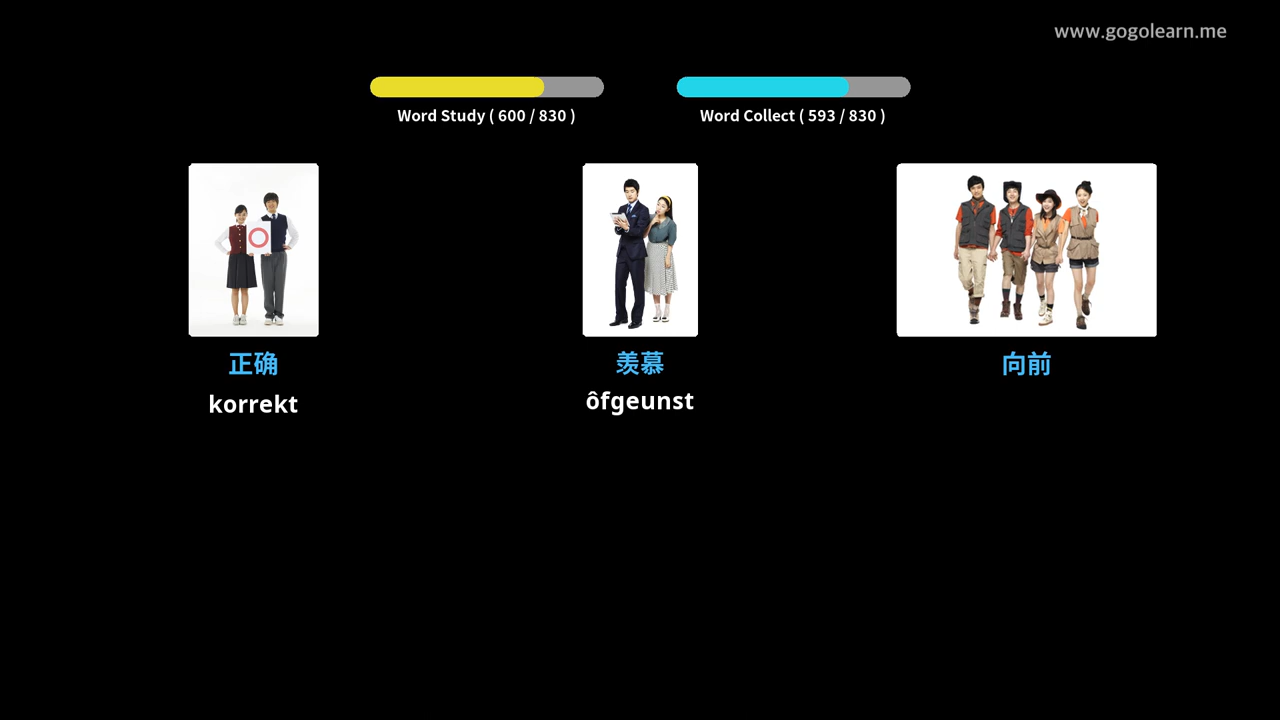 www.gogolearn.me
Word Study ( 600 / 830 )
Word Collect ( 593 / 830 )
正确
羡慕
向前
korrekt
ôfgeunst